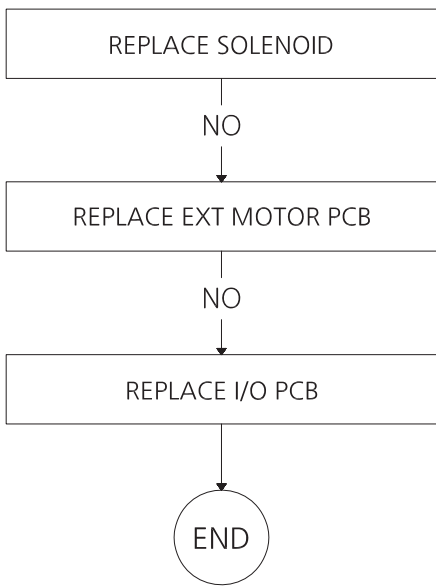 REPLACE SOLENOID
NO
REPLACE EXT MOTOR PCB
NO
REPLACE I/O PCB
END